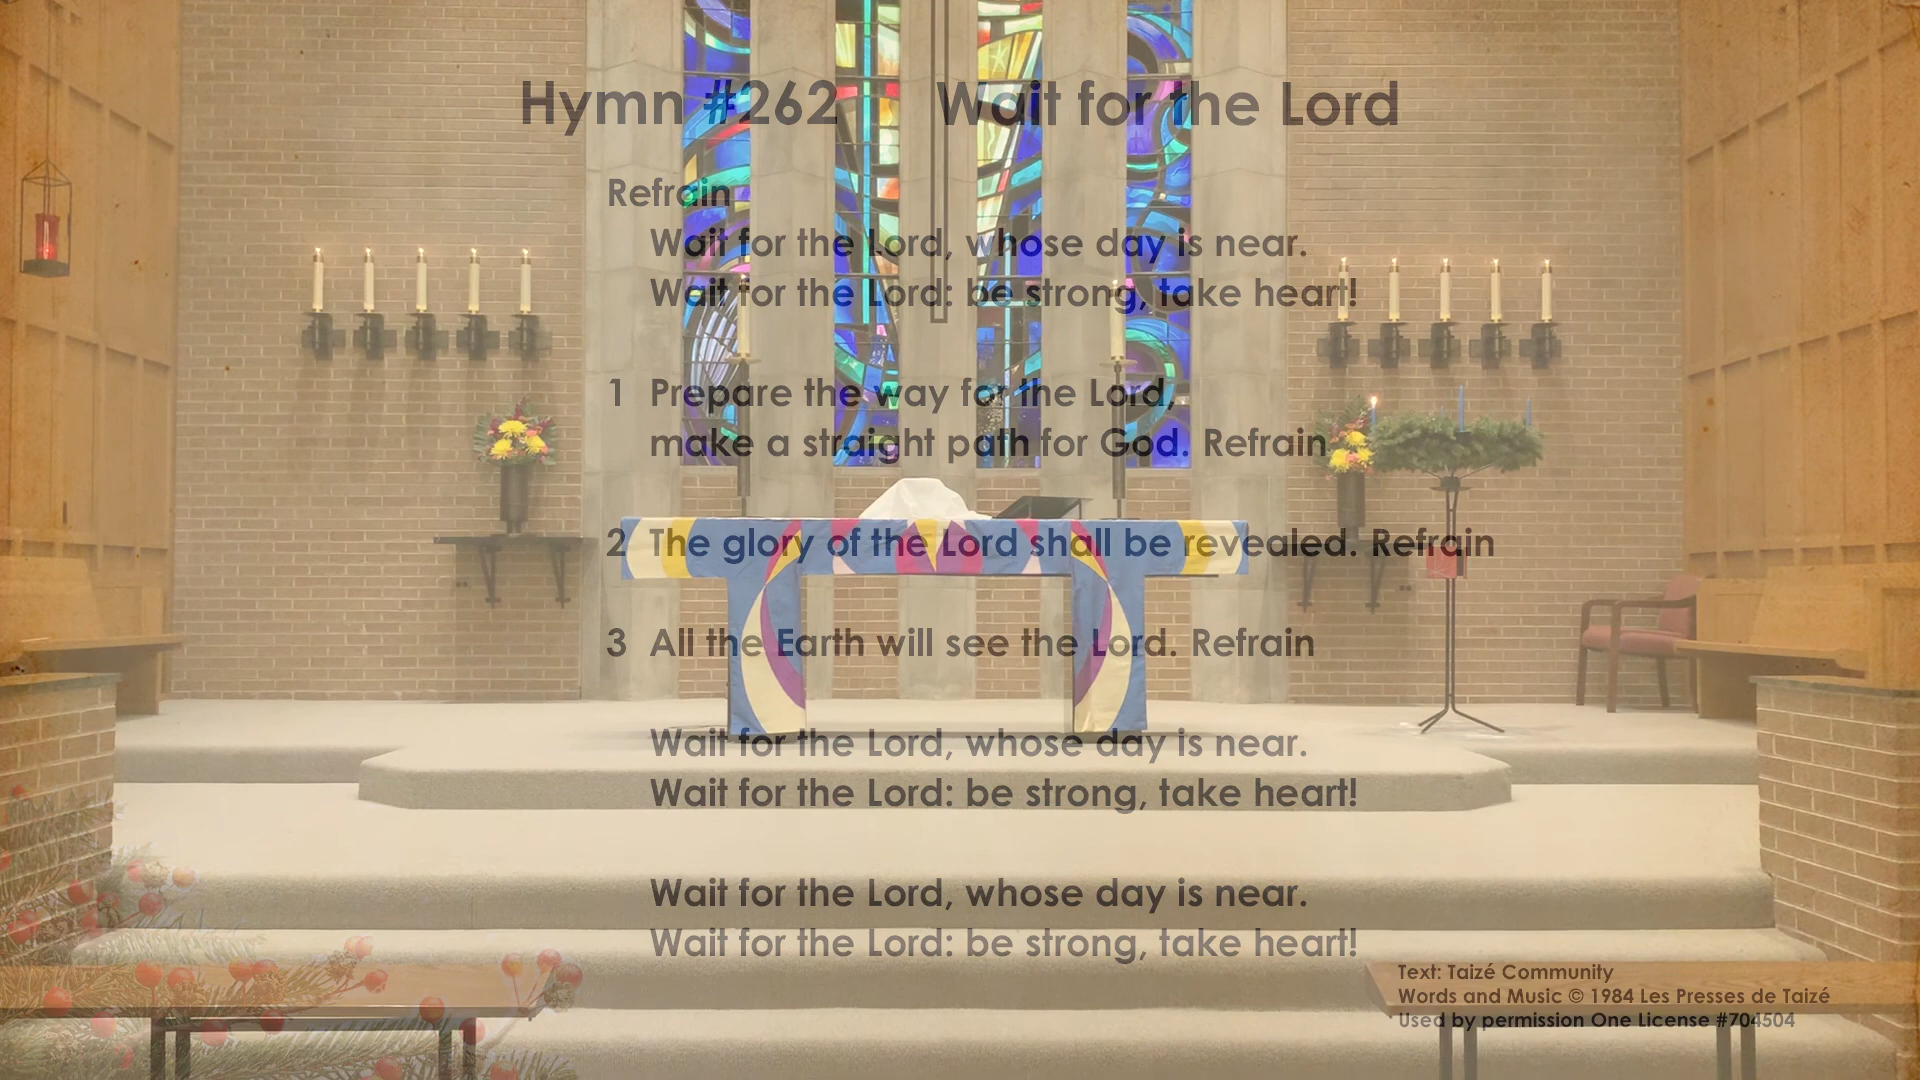 Hymn #262 Wait for the Lord
Refrain
Wait for the Lord, whose day is near.
Wait for the Lord: be strong, take heart!
1 Prepare the way for the Lord,
make a straight path for God. Refrain
2 The glory of the Lord shall be revealed. Refrain
3 All the Earth will see the Lord. Refrain
Wait for the Lord, whose day is near.
Wait for the Lord: be strong, take heart!
Wait for the Lord, whose day is near.
Wait for the Lord: be strong, take heart!
Text: Taizé Community
Words and Music © 1984 Les Presses de Taizé
Used by permission One License #704504